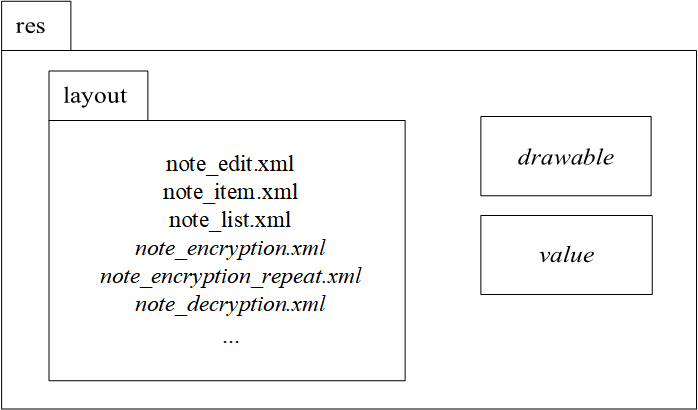 res
layout
note_edit.xml
note_item.xml
note_list.xml
note_encryption.xml
note_encryption_repeat.xml
note_decryption.xml
...
drawable
value